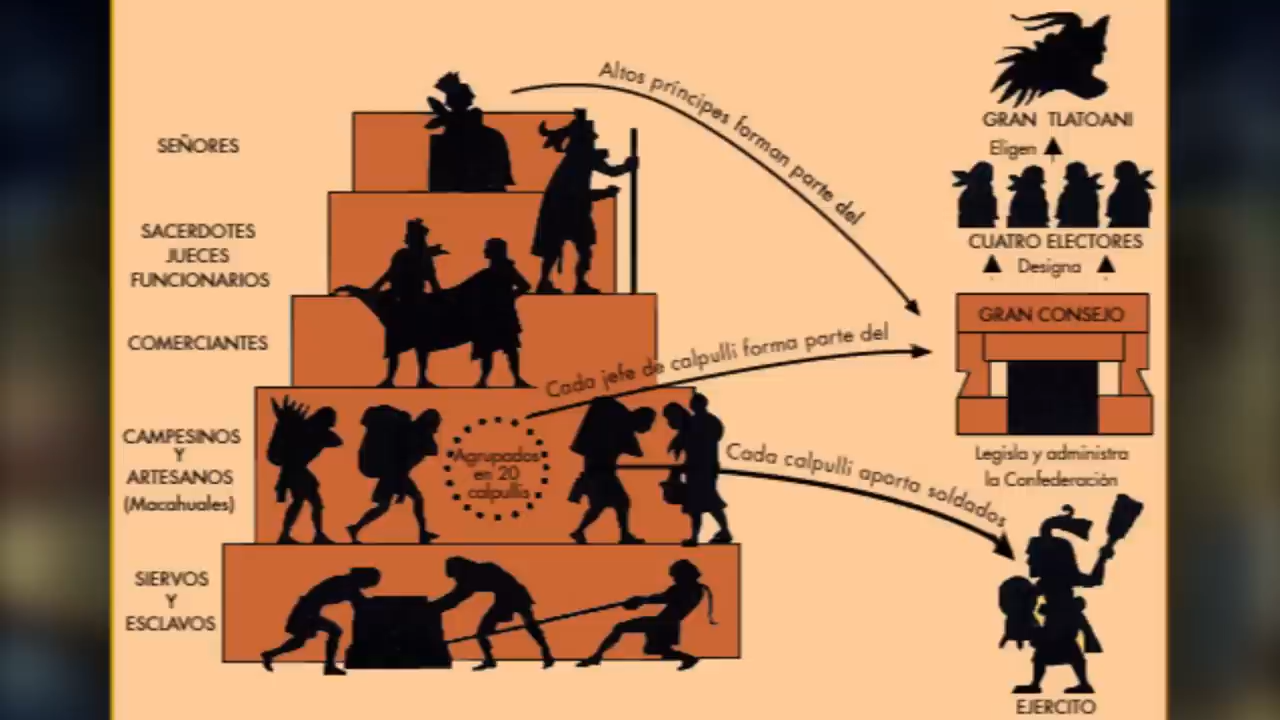 SEÑORES
SACERDOTES
JUECES
FUNCIONARIOS
COMERCIANTES
CAMPESINOS
Y
ARTESANOS
(Macahuales)
SIERVOS
Y
ESCLAVOS
Agrupados
en 20
calpullis
Altos príncipes forman parte del
Cada jefe de calpulli forma parte del
Cada calpulli aporta soldados
GRAN TLATOANI
Eligen
CUATRO ELECTORES
Designa
GRAN CONSEJO
Legisla y administra
la Confederación
EJERCITO